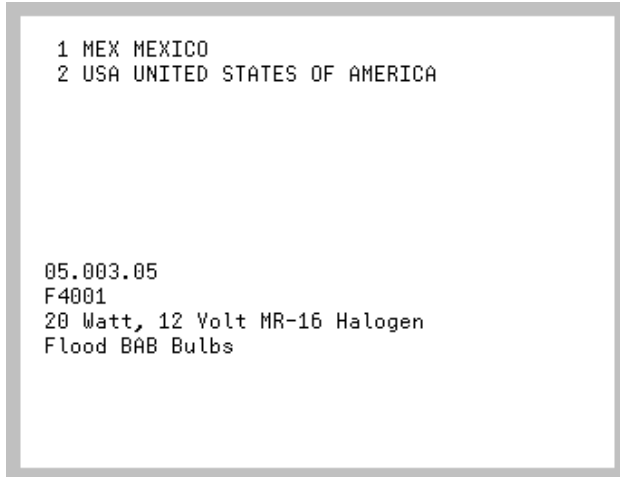 1 MEX MEXICO
2 USA UNITED STATES OF AMERICA
05.003.05
F4001
20 Watt, 12 Volt MR-16 Halogen
Flood BAB Bulbs